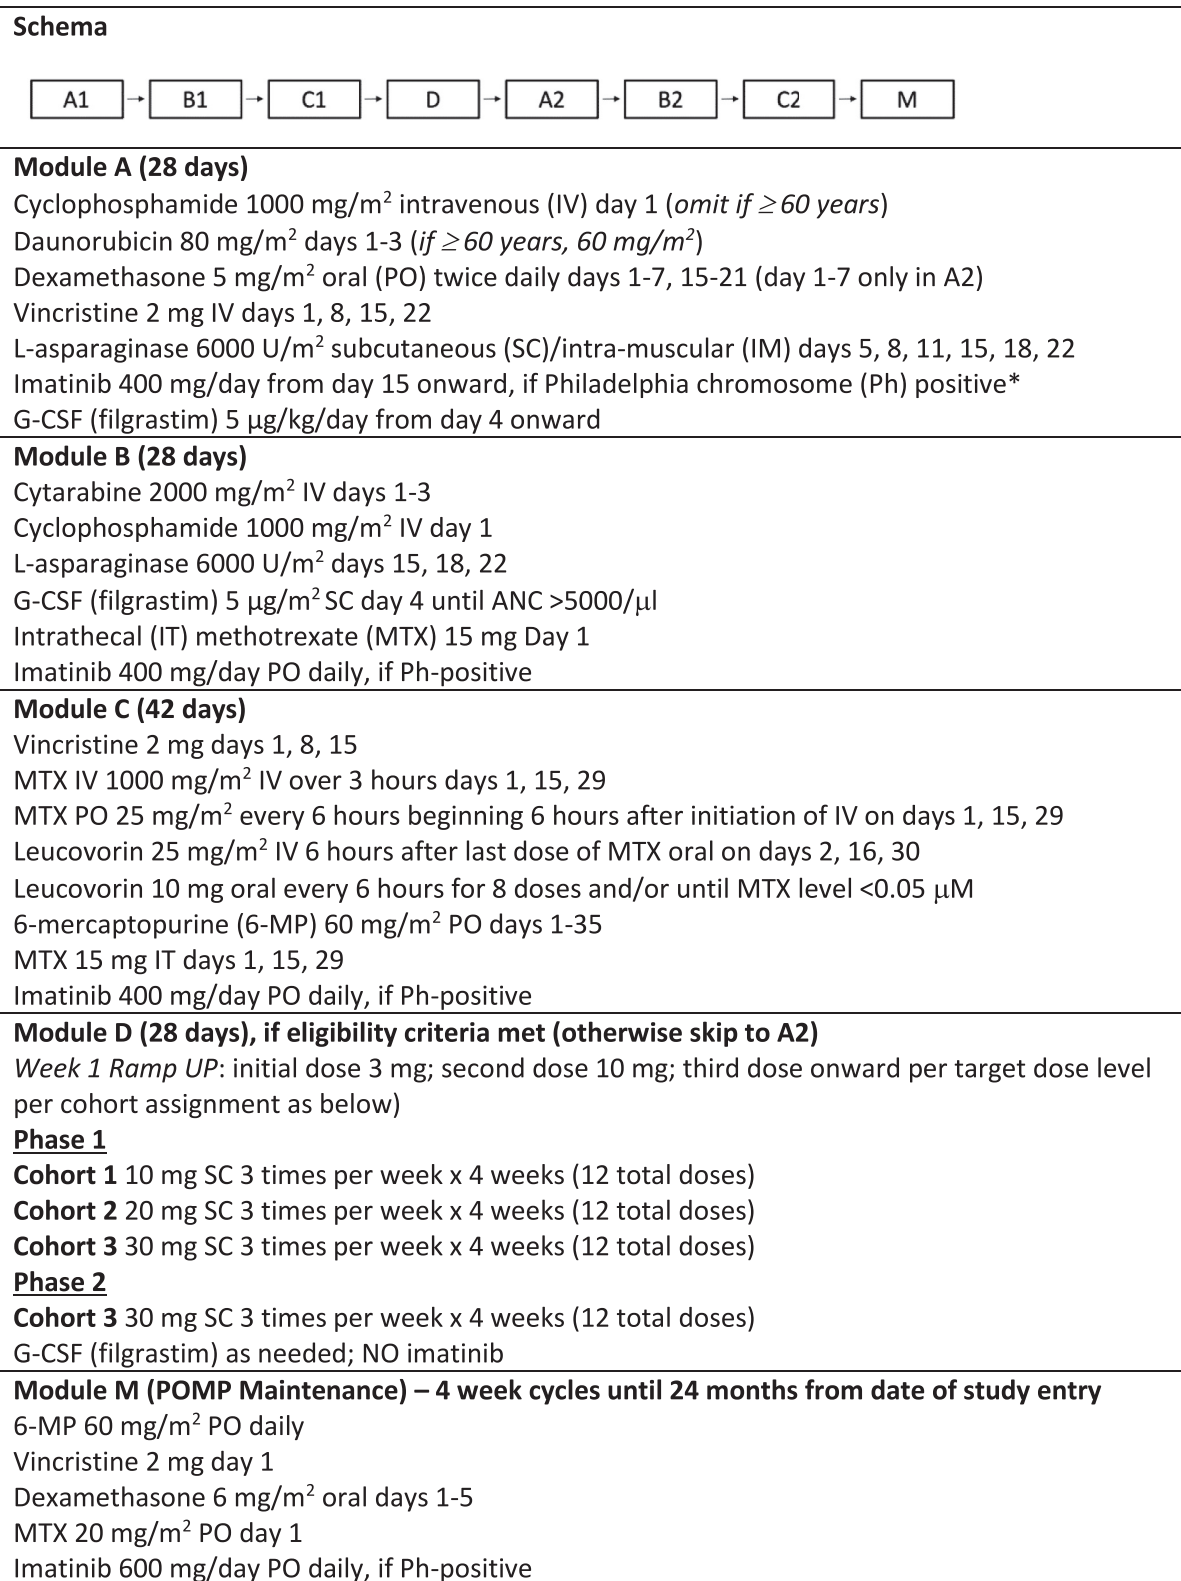 Schema
A1 → B1 → C1 → D → A2 → B2 → C2 → M
Module A (28 days)
Cyclophosphamide 1000 mg/m² intravenous (IV) day 1 (omit if ≥ 60 years)
Daunorubicin 80 mg/m² days 1-3 (if ≥ 60 years, 60 mg/m²)
Dexamethasone 5 mg/m² oral (PO) twice daily days 1-7, 15-21 (day 1-7 only in A2)
Vincristine 2 mg IV days 1, 8, 15, 22
L-asparaginase 6000 U/m² subcutaneous (SC)/intra-muscular (IM) days 5, 8, 11, 15, 18, 22
Imatinib 400 mg/day from day 15 onward, if Philadelphia chromosome (Ph) positive*
G-CSF (filgrastim) 5 µg/kg/day from day 4 onward
Module B (28 days)
Cytarabine 2000 mg/m² IV days 1-3
Cyclophosphamide 1000 mg/m² IV day 1
L-asparaginase 6000 U/m² days 15, 18, 22
G-CSF (filgrastim) 5 µg/m² SC day 4 until ANC >5000/µl
Intrathecal (IT) methotrexate (MTX) 15 mg Day 1
Imatinib 400 mg/day PO daily, if Ph-positive
Module C (42 days)
Vincristine 2 mg days 1, 8, 15
MTX IV 1000 mg/m² IV over 3 hours days 1, 15, 29
MTX PO 25 mg/m² every 6 hours beginning 6 hours after initiation of IV on days 1, 15, 29
Leucovorin 25 mg/m² IV 6 hours after last dose of MTX oral on days 2, 16, 30
Leucovorin 10 mg oral every 6 hours for 8 doses and/or until MTX level <0.05 µM
6-mercaptopurine (6-MP) 60 mg/m² PO days 1-35
MTX 15 mg IT days 1, 15, 29
Imatinib 400 mg/day PO daily, if Ph-positive
Module D (28 days), if eligibility criteria met (otherwise skip to A2)
Week 1 Ramp UP: initial dose 3 mg; second dose 10 mg; third dose onward per target dose level
per cohort assignment as below)
Phase 1
Cohort 1 10 mg SC 3 times per week x 4 weeks (12 total doses)
Cohort 2 20 mg SC 3 times per week x 4 weeks (12 total doses)
Cohort 3 30 mg SC 3 times per week x 4 weeks (12 total doses)
Phase 2
Cohort 3 30 mg SC 3 times per week x 4 weeks (12 total doses)
G-CSF (filgrastim) as needed; NO imatinib
Module M (POMP Maintenance) – 4 week cycles until 24 months from date of study entry
6-MP 60 mg/m² PO daily
Vincristine 2 mg day 1
Dexamethasone 6 mg/m² oral days 1-5
MTX 20 mg/m² PO day 1
Imatinib 600 mg/day PO daily, if Ph-positive